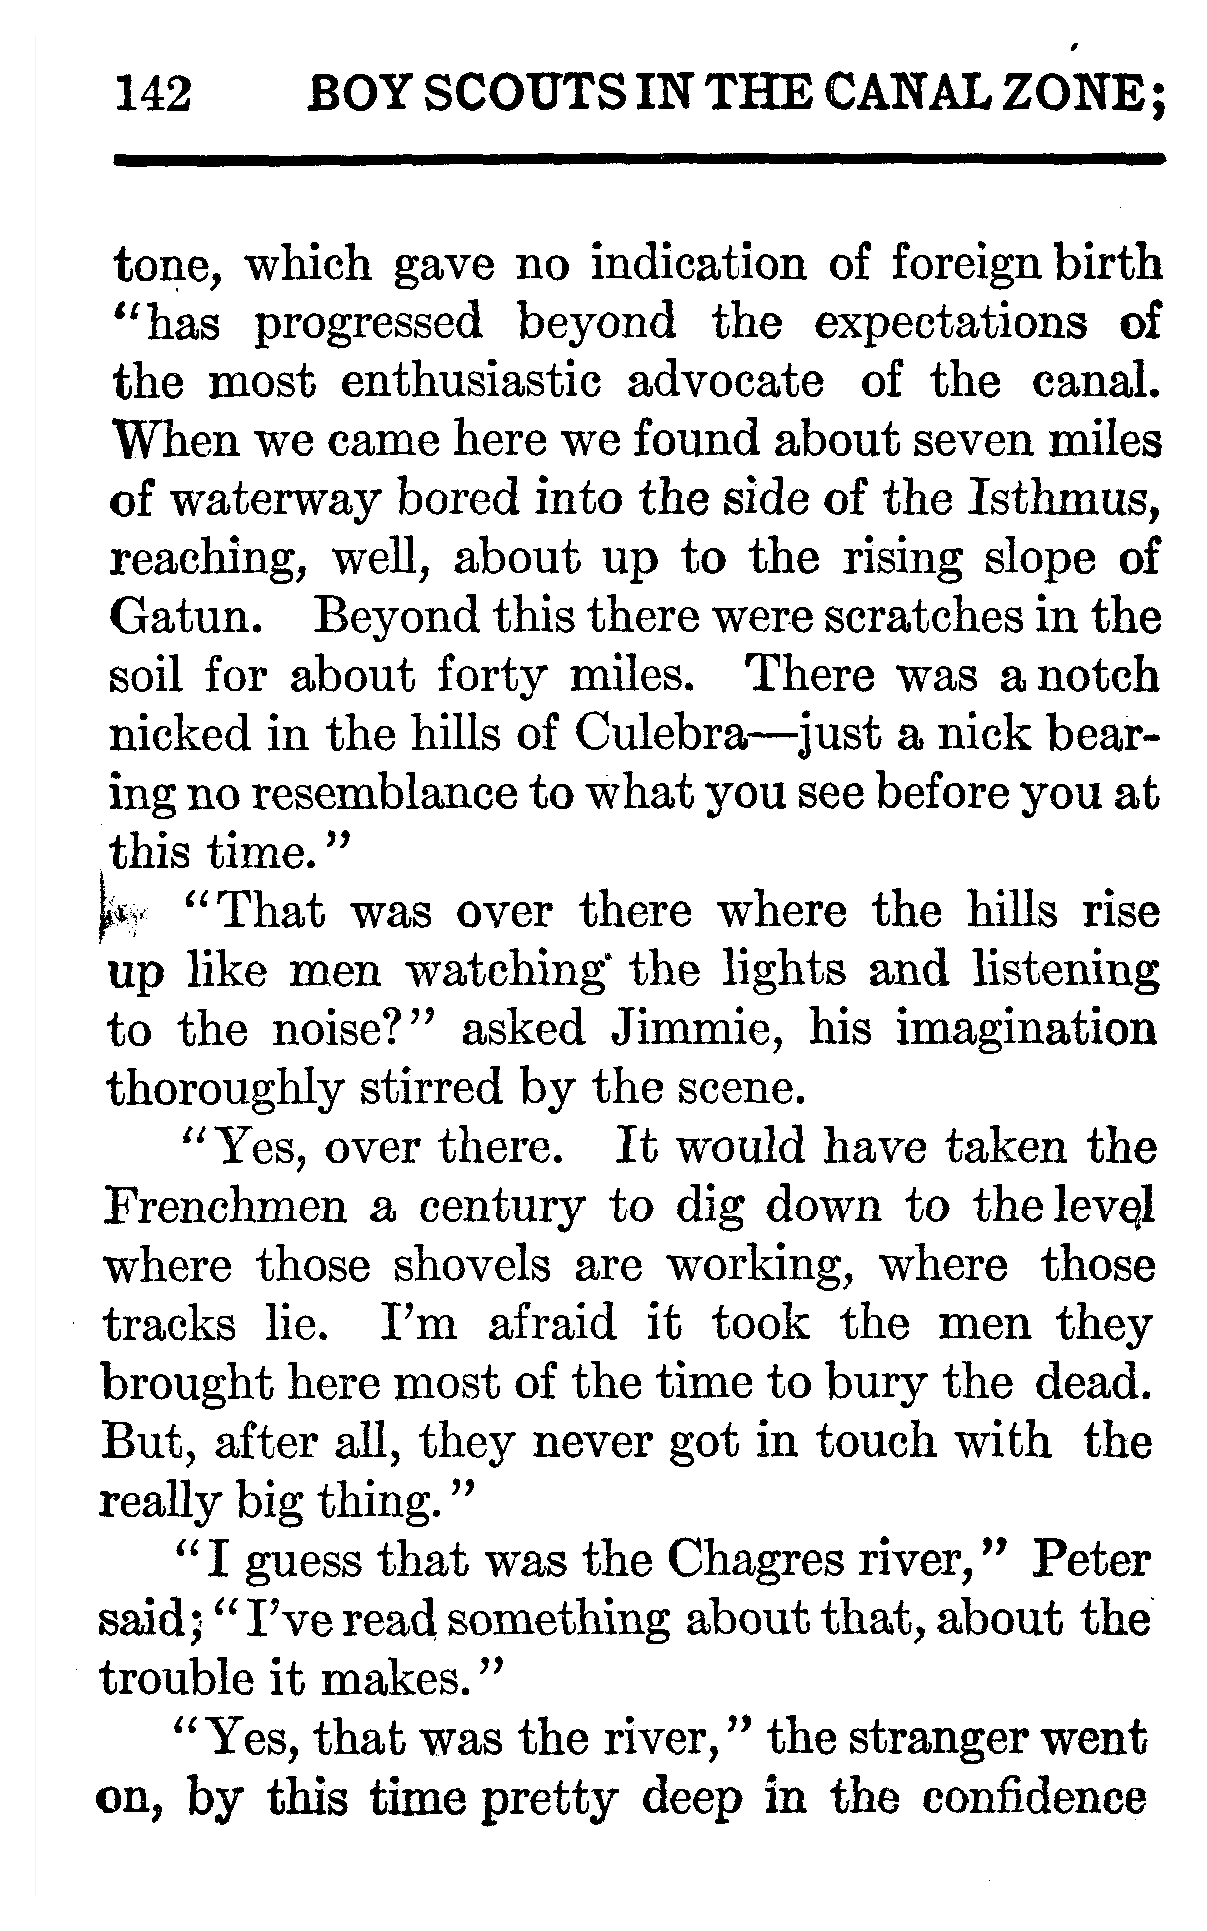 142 BOY SCOUTS IN THE CANAL ZONE;
tone, which gave no indication of foreign birth
"has progressed beyond the expectations of
the most enthusiastic advocate of the canal.
When we came here we found about seven miles
of waterway bored into the side of the Isthmus,
reaching, well, about up to the rising slope of
Gatun. Beyond this there were scratches in the
soil for about forty miles. There was a notch
nicked in the hills of Culebra—just a nick bear-
ing no resemblance to what you see before you at
this time."
"That was over there where the hills rise
up like men watching the lights and listening
to the noise?" asked Jimmie, his imagination
thoroughly stirred by the scene.
"Yes, over there. It would have taken the
Frenchmen a century to dig down to the level
where those shovels are working, where those
tracks lie. I'm afraid it took the men they
brought here most of the time to bury the dead.
But, after all, they never got in touch with the
really big thing."
"I guess that was the Chagres river," Peter
said; "I've read something about that, about the
trouble it makes."
"Yes, that was the river," the stranger went
on, by this time pretty deep in the confidence